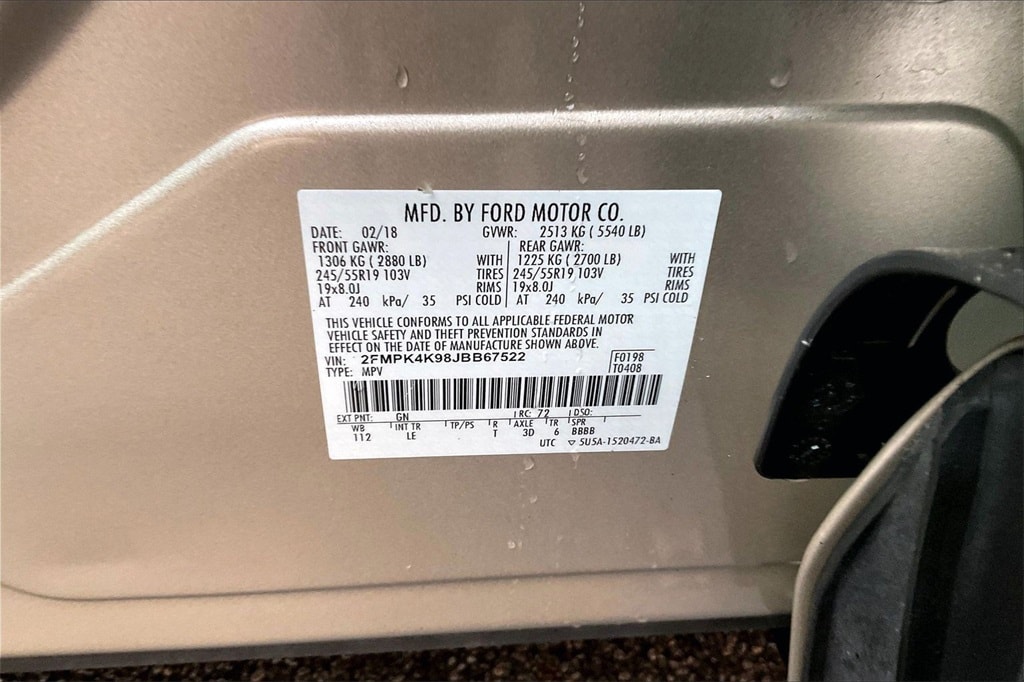 MFD. BY FORD MOTOR CO.
DATE: 02/18 GVWR: 2513 KG ( 5540 LB)
FRONT GAWR: REAR GAWR:
1306 KG ( 2880 LB) WITH 1225 KG ( 2700 LB) WITH
245/55R19 103V TIRES 245/55R19 103V TIRES
19x8.0J RIMS 19x8.0J RIMS
AT 240 kPa/ 35 PSI COLD AT 240 kPa/ 35 PSI COLD
THIS VEHICLE CONFORMS TO ALL APPLICABLE FEDERAL MOTOR
VEHICLE SAFETY AND THEFT PREVENTION STANDARDS IN
EFFECT ON THE DATE OF MANUFACTURE SHOWN ABOVE.
VIN: 2FMPK4K98JBB67522 F0198
TYPE: MPV T0408
EXT PNT: GN RC: 72 DSO:
WB INT TR TP/PS R AXLE TR SPR
112 LE T 3D 6 BBBB
UTC ▽ 5U5A-1520472-BA